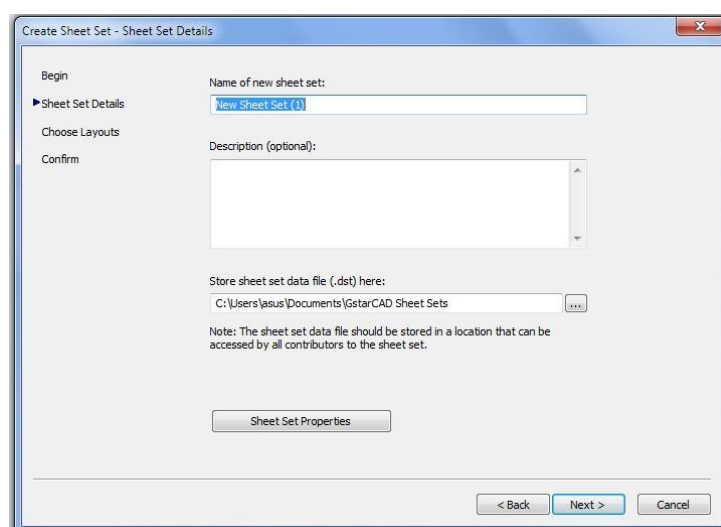 Create Sheet Set - Sheet Set Details
Begin
Sheet Set Details
Choose Layouts
Confirm
Name of new sheet set:
New Sheet Set (1)
Description (optional):
Store sheet set data file (.dst) here:
C:\Users\asus\Documents\GstarCAD Sheet Sets
...
Note: The sheet set data file should be stored in a location that can be
accessed by all contributors to the sheet set.
Sheet Set Properties
< Back
Next >
Cancel